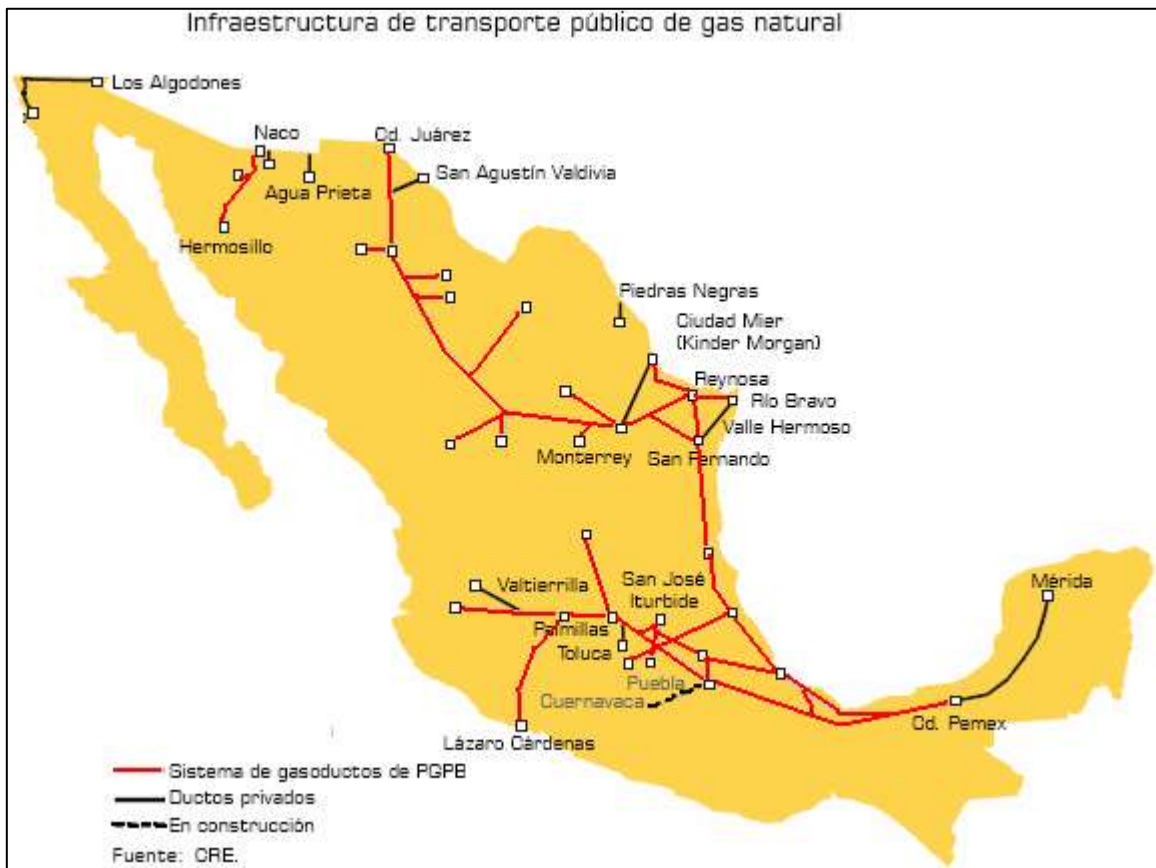 Infraestructura de transporte público de gas natural
Los Algodones
Naco
Cd. Juárez
San Agustín Valdivia
Agua Prieta
Hermosillo
Piedras Negras
Ciudad Mier
(Kinder Morgan)
Reynosa
Río Bravo
Valle Hermoso
Monterrey
San Fernando
Valtierrilla
San José
Iturbide
Mérida
Palmillas
Toluca
Puebla
Cuernavaca
Cd. Pemex
Lázaro Cárdenas
Sistema de gasoductos de PGPB
Ductos privados
En construcción
Fuente: CRE.